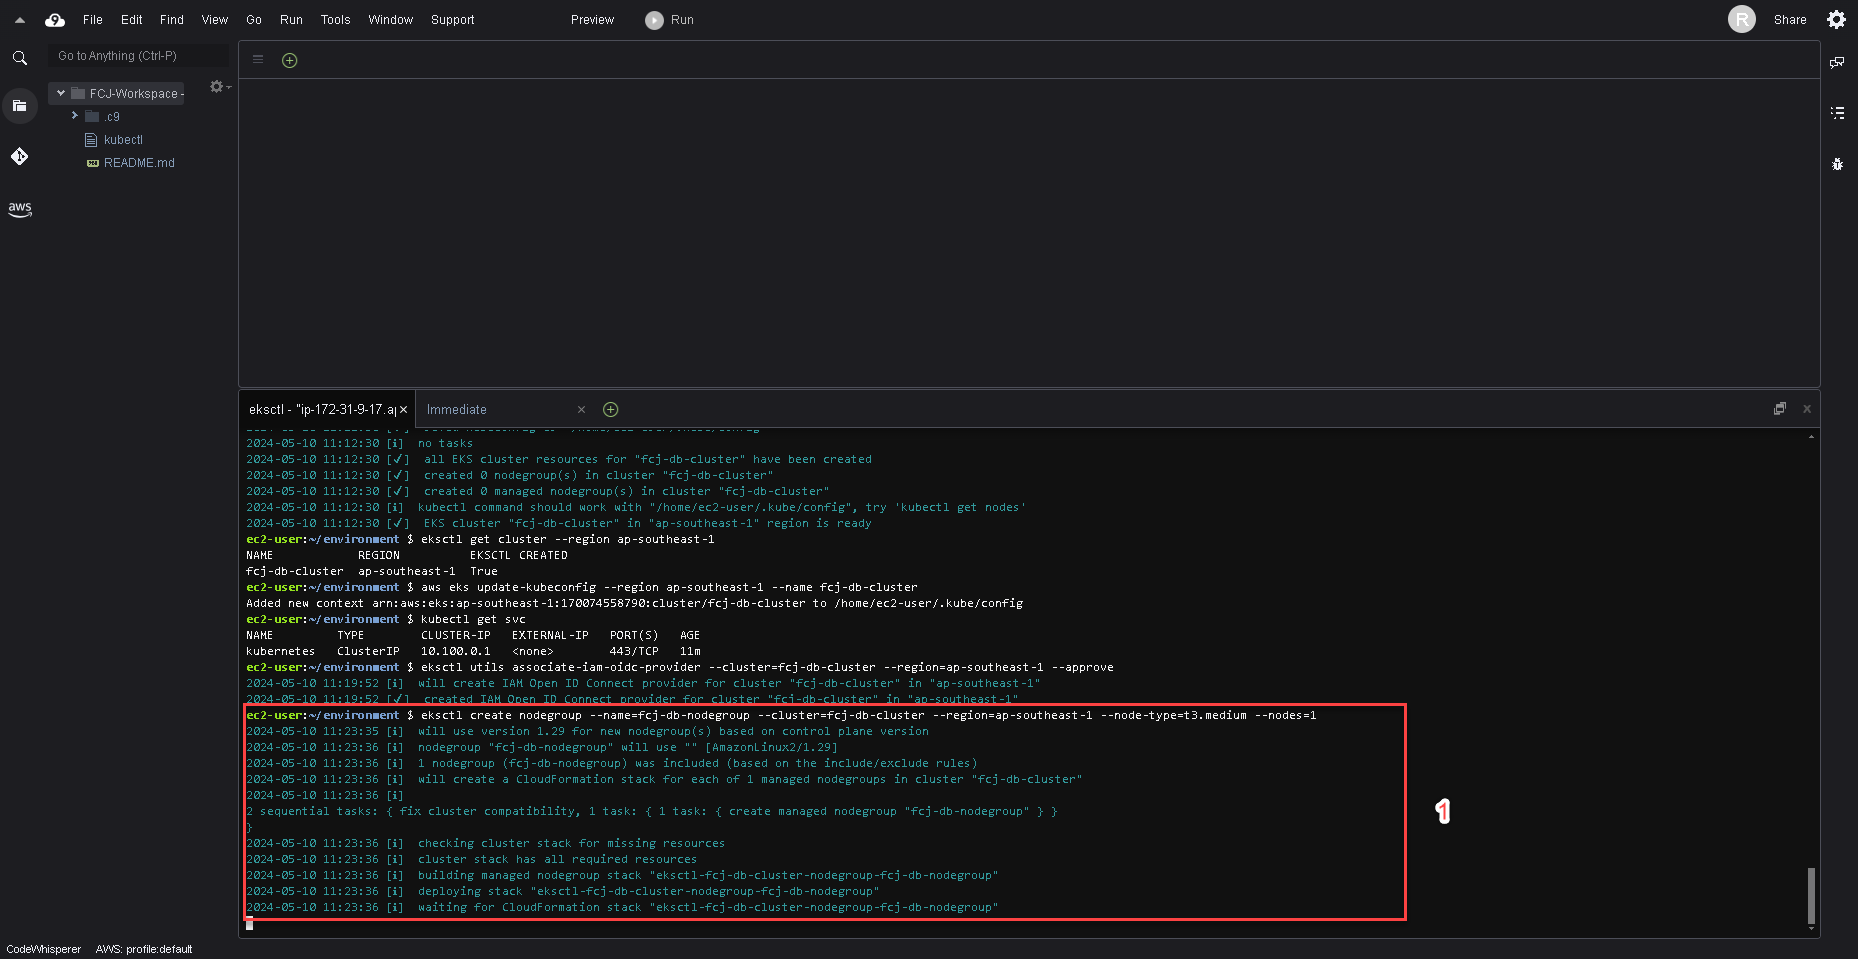 File Edit Find View Go Run Tools Window Support Preview Run R Share
Go to Anything (Ctrl-P)
FCJ-Workspace -
.c9
kubectl
README.md
aws
eksctl - "ip-172-31-9-17.ap Immediate
2024-05-10 11:12:30 [i] no tasks
2024-05-10 11:12:30 [✓] all EKS cluster resources for "fcj-db-cluster" have been created
2024-05-10 11:12:30 [✓] created 0 nodegroup(s) in cluster "fcj-db-cluster"
2024-05-10 11:12:30 [✓] created 0 managed nodegroup(s) in cluster "fcj-db-cluster"
2024-05-10 11:12:30 [i] kubectl command should work with "/home/ec2-user/.kube/config", try 'kubectl get nodes'
2024-05-10 11:12:30 [✓] EKS cluster "fcj-db-cluster" in "ap-southeast-1" region is ready
ec2-user:~/environment $ eksctl get cluster --region ap-southeast-1
NAME REGION EKSCTL CREATED
fcj-db-cluster ap-southeast-1 True
ec2-user:~/environment $ aws eks update-kubeconfig --region ap-southeast-1 --name fcj-db-cluster
Added new context arn:aws:eks:ap-southeast-1:170074558790:cluster/fcj-db-cluster to /home/ec2-user/.kube/config
ec2-user:~/environment $ kubectl get svc
NAME TYPE CLUSTER-IP EXTERNAL-IP PORT(S) AGE
kubernetes ClusterIP 10.100.0.1 <none> 443/TCP 11m
ec2-user:~/environment $ eksctl utils associate-iam-oidc-provider --cluster=fcj-db-cluster --region=ap-southeast-1 --approve
2024-05-10 11:19:52 [i] will create IAM Open ID Connect provider for cluster "fcj-db-cluster" in "ap-southeast-1"
2024-05-10 11:19:52 [✓] created IAM Open ID Connect provider for cluster "fcj-db-cluster" in "ap-southeast-1"
ec2-user:~/environment $ eksctl create nodegroup --name=fcj-db-nodegroup --cluster=fcj-db-cluster --region=ap-southeast-1 --node-type=t3.medium --nodes=1
2024-05-10 11:23:35 [i] will use version 1.29 for new nodegroup(s) based on control plane version
2024-05-10 11:23:36 [i] nodegroup "fcj-db-nodegroup" will use "" [AmazonLinux2/1.29]
2024-05-10 11:23:36 [i] 1 nodegroup (fcj-db-nodegroup) was included (based on the include/exclude rules)
2024-05-10 11:23:36 [i] will create a CloudFormation stack for each of 1 managed nodegroups in cluster "fcj-db-cluster"
2024-05-10 11:23:36 [i]
2 sequential tasks: { fix cluster compatibility, 1 task: { 1 task: { create managed nodegroup "fcj-db-nodegroup" } }
}
2024-05-10 11:23:36 [i] checking cluster stack for missing resources
2024-05-10 11:23:36 [i] cluster stack has all required resources
2024-05-10 11:23:36 [i] building managed nodegroup stack "eksctl-fcj-db-cluster-nodegroup-fcj-db-nodegroup"
2024-05-10 11:23:36 [i] deploying stack "eksctl-fcj-db-cluster-nodegroup-fcj-db-nodegroup"
2024-05-10 11:23:36 [i] waiting for CloudFormation stack "eksctl-fcj-db-cluster-nodegroup-fcj-db-nodegroup"
1
CodeWhisperer AWS: profile:default